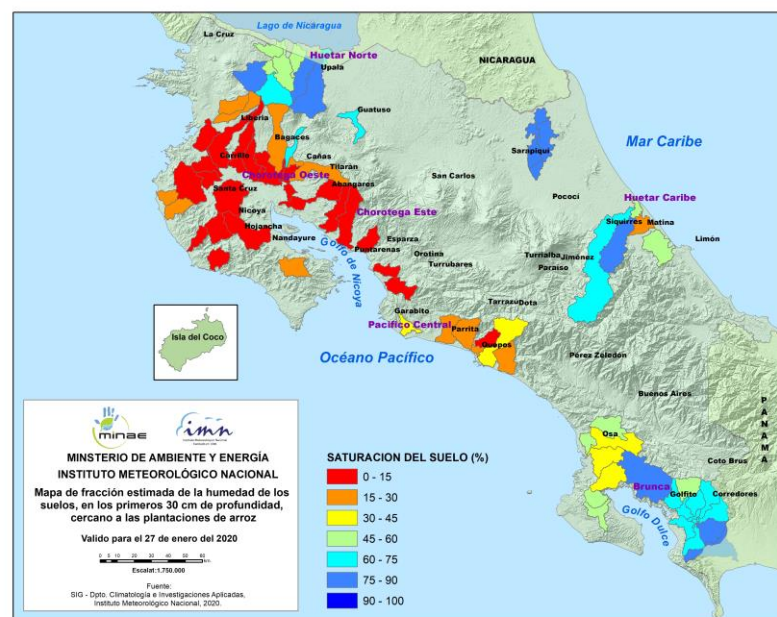 Lago de Nicaragua
La Cruz
Huetar Norte
Upala
NICARAGUA
Guatuso
Mar Caribe
Liberia
Bagaces
Sarapiquí
Cañas
Carrillo
Tilarán
Chorotega Oeste
San Carlos
Abangares
Santa Cruz
Pococí
Huetar Caribe
Nicoya
Chorotega Este
Siquirres
Matina
Hojancha
Nandayure
Esparza
Limón
Puntarenas
Golfo de Nicoya
Orotina
Turrialba
Jiménez
Turrubares
Paraíso
Garabito
Tarrazú
Dota
Pacífico Central
Parrita
Isla del Coco
Quepos
Océano Pacífico
Pérez Zeledón
PANAMA
Buenos Aires
Osa
Coto Brus
Brunca
Golfito
Corredores
Golfo Dulce
minae
imn
MINSTERIO DE AMBIENTE Y ENERGÍA
INSTITUTO METEOROLÓGICO NACIONAL
Mapa de fracción estimada de la humedad de los
suelos, en los primeros 30 cm de profundidad,
cercano a las plantaciones de arroz
Valido para el 27 de enero del 2020
Escalat:1,750.000
Fuente:
SIG - Dpto. Climatología e Investigaciones Aplicadas,
Instituto Meteorológico Nacional, 2020.
SATURACION DEL SUELO (%)
0 - 15
15 - 30
30 - 45
45 - 60
60 - 75
75 - 90
90 - 100